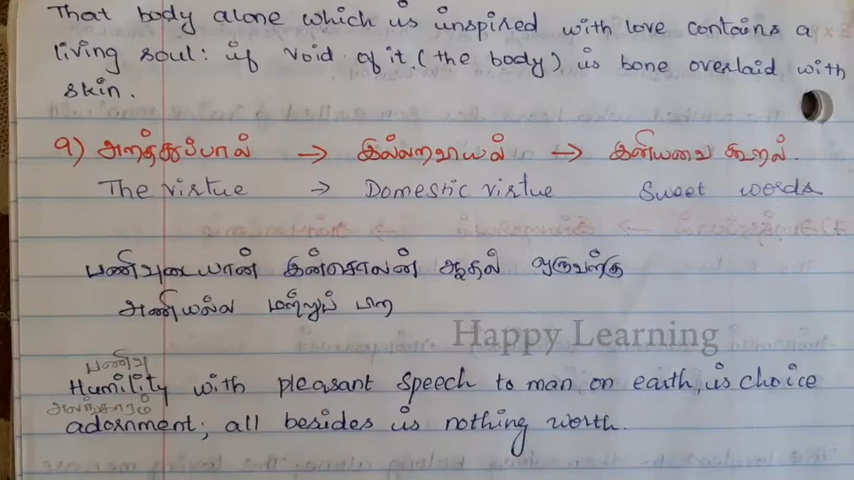 That body alone which is inspired with love contains a
living soul: if void of it, (the body) is bone overlaid with
skin.
9) அறத்துப்பால் → இல்லறவியல் → இனியவை கூறல்.
The virtue → Domestic virtue Sweet words
பணிவுடையான் இன்சொலன் ஆதல் ஒருவற்கு
அணியல்ல மற்றுப் பிற
Happy Learning
பணிவு
Humility with pleasant speech to man on earth, is choice
அலங்காரம்
adornment; all besides is nothing worth.